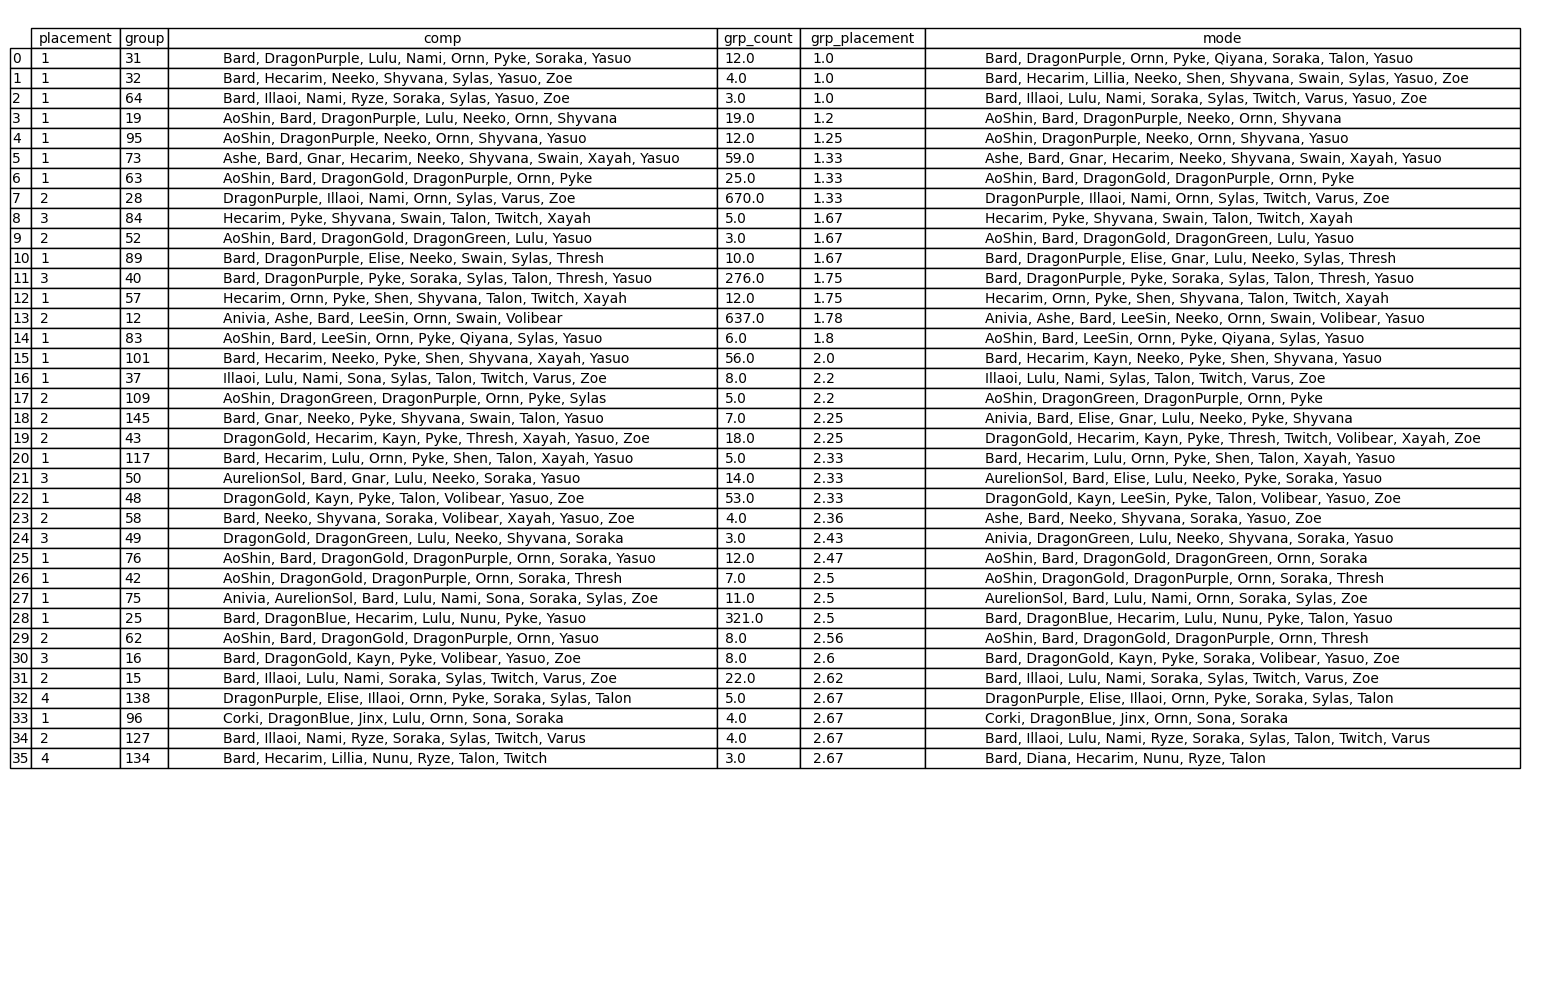 placement group comp grp_count grp_placement mode
0 1 31 Bard, DragonPurple, Lulu, Nami, Ornn, Pyke, Soraka, Yasuo 12.0 1.0 Bard, DragonPurple, Ornn, Pyke, Qiyana, Soraka, Talon, Yasuo
1 1 32 Bard, Hecarim, Neeko, Shyvana, Sylas, Yasuo, Zoe 4.0 1.0 Bard, Hecarim, Lillia, Neeko, Shen, Shyvana, Swain, Sylas, Yasuo, Zoe
2 1 64 Bard, Illaoi, Nami, Ryze, Soraka, Sylas, Yasuo, Zoe 3.0 1.0 Bard, Illaoi, Lulu, Nami, Soraka, Sylas, Twitch, Varus, Yasuo, Zoe
3 1 19 AoShin, Bard, DragonPurple, Lulu, Neeko, Ornn, Shyvana 19.0 1.2 AoShin, Bard, DragonPurple, Neeko, Ornn, Shyvana
4 1 95 AoShin, DragonPurple, Neeko, Ornn, Shyvana, Yasuo 12.0 1.25 AoShin, DragonPurple, Neeko, Ornn, Shyvana, Yasuo
5 1 73 Ashe, Bard, Gnar, Hecarim, Neeko, Shyvana, Swain, Xayah, Yasuo 59.0 1.33 Ashe, Bard, Gnar, Hecarim, Neeko, Shyvana, Swain, Xayah, Yasuo
6 1 63 AoShin, Bard, DragonGold, DragonPurple, Ornn, Pyke 25.0 1.33 AoShin, Bard, DragonGold, DragonPurple, Ornn, Pyke
7 2 28 DragonPurple, Illaoi, Nami, Ornn, Sylas, Varus, Zoe 670.0 1.33 DragonPurple, Illaoi, Nami, Ornn, Sylas, Twitch, Varus, Zoe
8 3 84 Hecarim, Pyke, Shyvana, Swain, Talon, Twitch, Xayah 5.0 1.67 Hecarim, Pyke, Shyvana, Swain, Talon, Twitch, Xayah
9 2 52 AoShin, Bard, DragonGold, DragonGreen, Lulu, Yasuo 3.0 1.67 AoShin, Bard, DragonGold, DragonGreen, Lulu, Yasuo
10 1 89 Bard, DragonPurple, Elise, Neeko, Swain, Sylas, Thresh 10.0 1.67 Bard, DragonPurple, Elise, Gnar, Lulu, Neeko, Sylas, Thresh
11 3 40 Bard, DragonPurple, Pyke, Soraka, Sylas, Talon, Thresh, Yasuo 276.0 1.75 Bard, DragonPurple, Pyke, Soraka, Sylas, Talon, Thresh, Yasuo
12 1 57 Hecarim, Ornn, Pyke, Shen, Shyvana, Talon, Twitch, Xayah 12.0 1.75 Hecarim, Ornn, Pyke, Shen, Shyvana, Talon, Twitch, Xayah
13 2 12 Anivia, Ashe, Bard, LeeSin, Ornn, Swain, Volibear 637.0 1.78 Anivia, Ashe, Bard, LeeSin, Neeko, Ornn, Swain, Volibear, Yasuo
14 1 83 AoShin, Bard, LeeSin, Ornn, Pyke, Qiyana, Sylas, Yasuo 6.0 1.8 AoShin, Bard, LeeSin, Ornn, Pyke, Qiyana, Sylas, Yasuo
15 1 101 Bard, Hecarim, Neeko, Pyke, Shen, Shyvana, Xayah, Yasuo 56.0 2.0 Bard, Hecarim, Kayn, Neeko, Pyke, Shen, Shyvana, Yasuo
16 1 37 Illaoi, Lulu, Nami, Sona, Sylas, Talon, Twitch, Varus, Zoe 8.0 2.2 Illaoi, Lulu, Nami, Sylas, Talon, Twitch, Varus, Zoe
17 2 109 AoShin, DragonGreen, DragonPurple, Ornn, Pyke, Sylas 5.0 2.2 AoShin, DragonGreen, DragonPurple, Ornn, Pyke
18 2 145 Bard, Gnar, Neeko, Pyke, Shyvana, Swain, Talon, Yasuo 7.0 2.25 Anivia, Bard, Elise, Gnar, Lulu, Neeko, Pyke, Shyvana
19 2 43 DragonGold, Hecarim, Kayn, Pyke, Thresh, Xayah, Yasuo, Zoe 18.0 2.25 DragonGold, Hecarim, Kayn, Pyke, Thresh, Twitch, Volibear, Xayah, Zoe
20 1 117 Bard, Hecarim, Lulu, Ornn, Pyke, Shen, Talon, Xayah, Yasuo 5.0 2.33 Bard, Hecarim, Lulu, Ornn, Pyke, Shen, Talon, Xayah, Yasuo
21 3 50 AurelionSol, Bard, Gnar, Lulu, Neeko, Soraka, Yasuo 14.0 2.33 AurelionSol, Bard, Elise, Lulu, Neeko, Pyke, Soraka, Yasuo
22 1 48 DragonGold, Kayn, Pyke, Talon, Volibear, Yasuo, Zoe 53.0 2.33 DragonGold, Kayn, LeeSin, Pyke, Talon, Volibear, Yasuo, Zoe
23 2 58 Bard, Neeko, Shyvana, Soraka, Volibear, Xayah, Yasuo, Zoe 4.0 2.36 Ashe, Bard, Neeko, Shyvana, Soraka, Yasuo, Zoe
24 3 49 DragonGold, DragonGreen, Lulu, Neeko, Shyvana, Soraka 3.0 2.43 Anivia, DragonGreen, Lulu, Neeko, Shyvana, Soraka, Yasuo
25 1 76 AoShin, Bard, DragonGold, DragonPurple, Ornn, Soraka, Yasuo 12.0 2.47 AoShin, Bard, DragonGold, DragonGreen, Ornn, Soraka
26 1 42 AoShin, DragonGold, DragonPurple, Ornn, Soraka, Thresh 7.0 2.5 AoShin, DragonGold, DragonPurple, Ornn, Soraka, Thresh
27 1 75 Anivia, AurelionSol, Bard, Lulu, Nami, Sona, Soraka, Sylas, Zoe 11.0 2.5 AurelionSol, Bard, Lulu, Nami, Ornn, Soraka, Sylas, Zoe
28 1 25 Bard, DragonBlue, Hecarim, Lulu, Nunu, Pyke, Yasuo 321.0 2.5 Bard, DragonBlue, Hecarim, Lulu, Nunu, Pyke, Talon, Yasuo
29 2 62 AoShin, Bard, DragonGold, DragonPurple, Ornn, Yasuo 8.0 2.56 AoShin, Bard, DragonGold, DragonPurple, Ornn, Thresh
30 3 16 Bard, DragonGold, Kayn, Pyke, Volibear, Yasuo, Zoe 8.0 2.6 Bard, DragonGold, Kayn, Pyke, Soraka, Volibear, Yasuo, Zoe
31 2 15 Bard, Illaoi, Lulu, Nami, Soraka, Sylas, Twitch, Varus, Zoe 22.0 2.62 Bard, Illaoi, Lulu, Nami, Soraka, Sylas, Twitch, Varus, Zoe
32 4 138 DragonPurple, Elise, Illaoi, Ornn, Pyke, Soraka, Sylas, Talon 5.0 2.67 DragonPurple, Elise, Illaoi, Ornn, Pyke, Soraka, Sylas, Talon
33 1 96 Corki, DragonBlue, Jinx, Lulu, Ornn, Sona, Soraka 4.0 2.67 Corki, DragonBlue, Jinx, Ornn, Sona, Soraka
34 2 127 Bard, Illaoi, Nami, Ryze, Soraka, Sylas, Twitch, Varus 4.0 2.67 Bard, Illaoi, Lulu, Nami, Ryze, Soraka, Sylas, Talon, Twitch, Varus
35 4 134 Bard, Hecarim, Lillia, Nunu, Ryze, Talon, Twitch 3.0 2.67 Bard, Diana, Hecarim, Nunu, Ryze, Talon